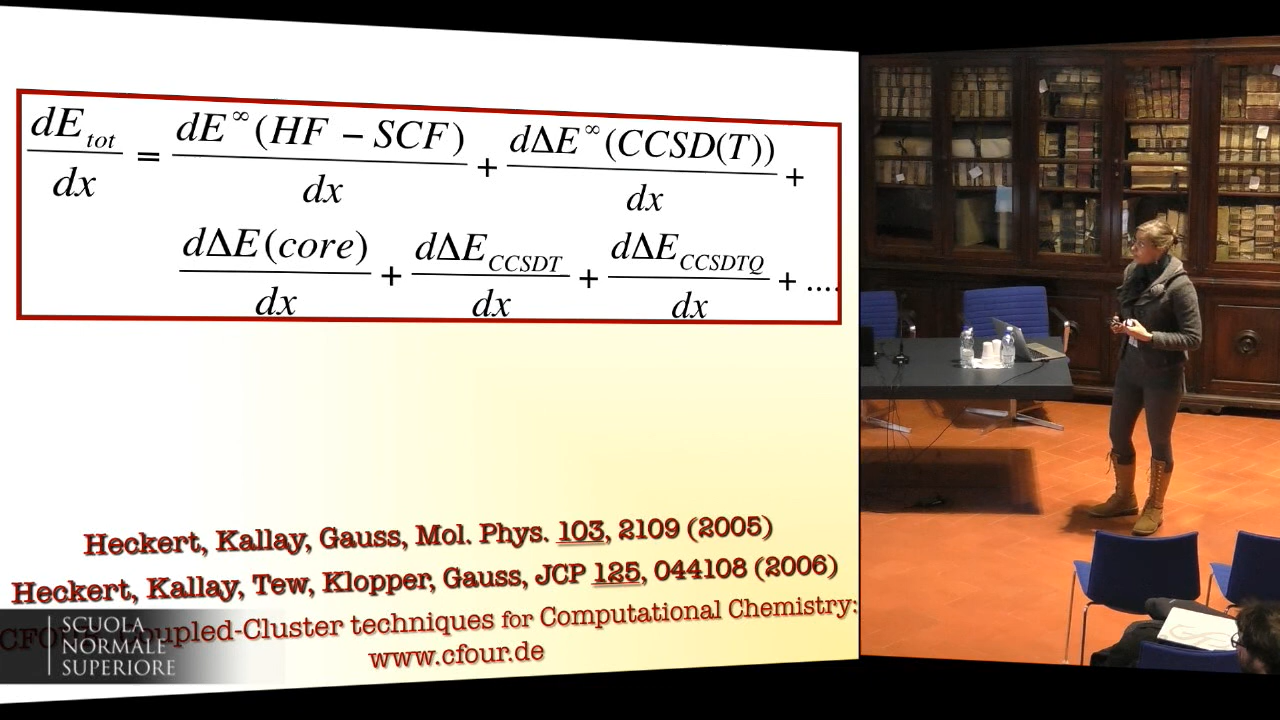 dE_tot/dx = dE^∞(HF − SCF)/dx + dΔE^∞(CCSD(T))/dx +
dΔE(core)/dx + dΔE_CCSDT/dx + dΔE_CCSDTQ/dx + ....
Heckert, Kallay, Gauss, Mol. Phys. 103, 2109 (2005)
Heckert, Kallay, Tew, Klopper, Gauss, JCP 125, 044108 (2006)
Coupled-Cluster techniques for Computational Chemistry:
www.cfour.de
SCUOLA
NORMALE
SUPERIORE